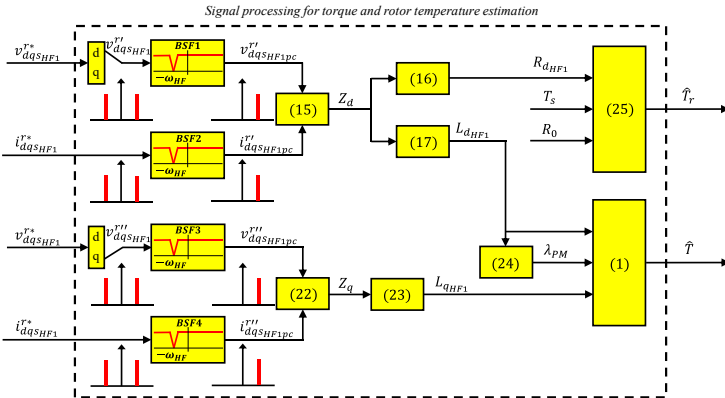 Signal processing for torque and rotor temperature estimation
v^{r*}_{dqs_{HF1}}
d
q
v^{r'}_{dqs_{HF1}}
BSF1
−ω_{HF}
v^{r'}_{dqs_{HF1pc}}
i^{r*}_{dqs_{HF1}}
BSF2
−ω_{HF}
i^{r'}_{dqs_{HF1pc}}
(15)
Z_d
(16)
R_{d_{HF1}}
(17)
L_{d_{HF1}}
T_s
R_0
(25)
T̂_r
v^{r*}_{dqs_{HF1}}
d
q
v^{r''}_{dqs_{HF1}}
BSF3
−ω_{HF}
v^{r''}_{dqs_{HF1pc}}
i^{r*}_{dqs_{HF1}}
BSF4
−ω_{HF}
i^{r''}_{dqs_{HF1pc}}
(22)
Z_q
(23)
L_{q_{HF1}}
(24)
λ_{PM}
(1)
T̂